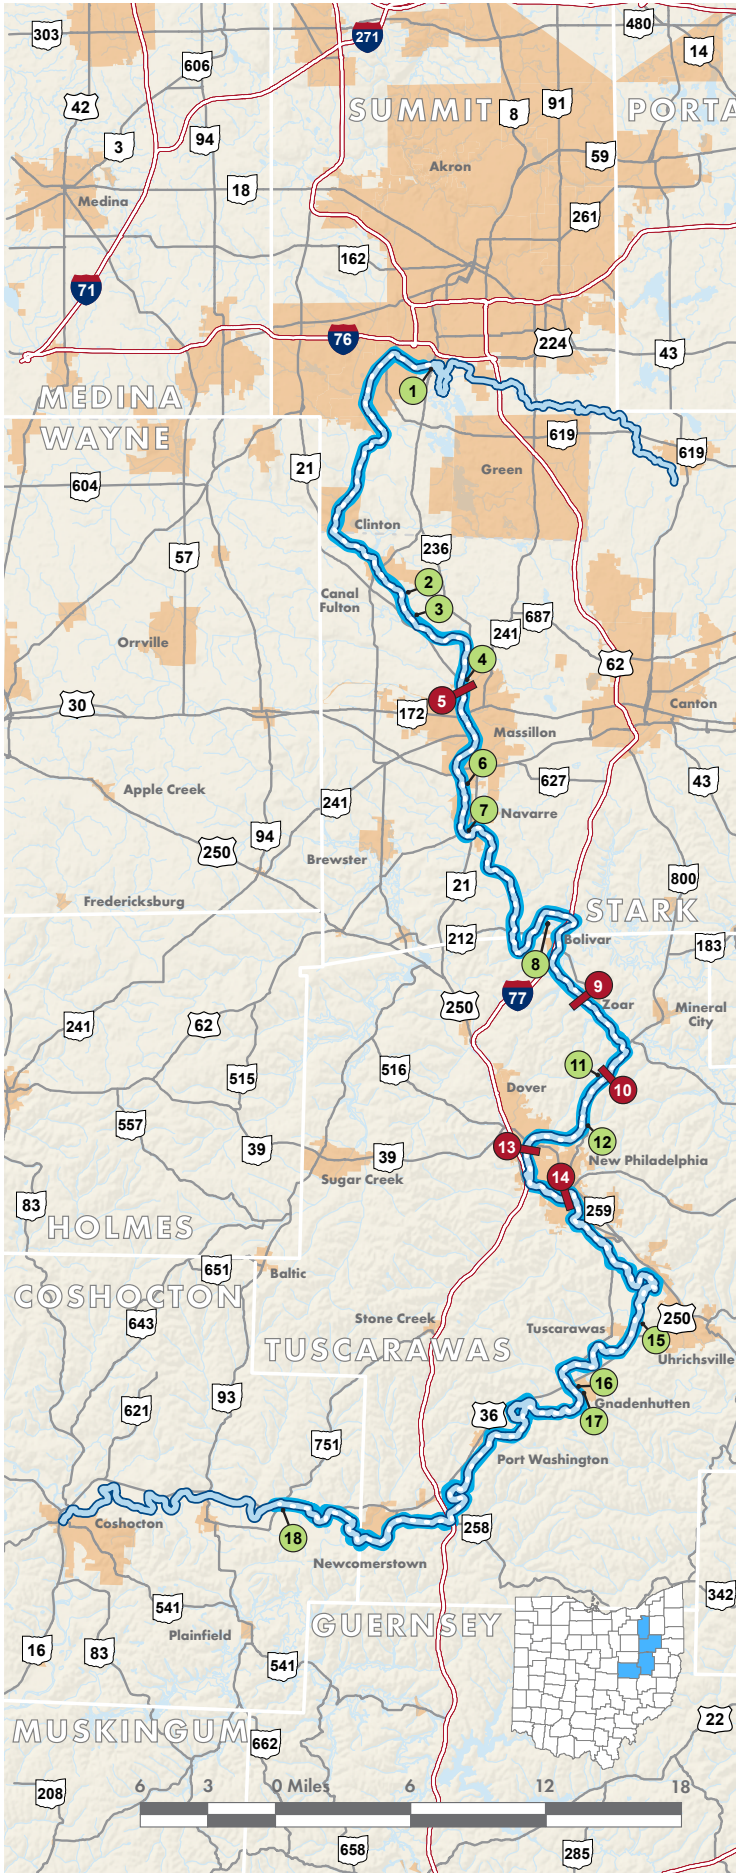 303
271
480
14
606
42
SUMMIT
8
91
PORTA
3
94
59
Akron
18
Medina
261
162
71
76
224
43
1
MEDINA
WAYNE
619
619
21
Green
604
Clinton
236
57
2
Canal
Fulton
3
687
241
Orrville
4
62
5
172
30
Canton
Massillon
6
627
43
Apple Creek
241
7
Navarre
94
250
Brewster
21
800
Fredericksburg
STARK
212
Bolivar
183
8
9
77
250
Zoar
Mineral
City
241
62
11
516
515
Dover
10
557
12
13
39
39
New Philadelphia
Sugar Creek
14
83
259
HOLMES
651
Baltic
COSHOCTON
643
Stone Creek
250
Tuscarawas
15
TUSCARAWAS
Uhrichsville
16
93
Gnadenhutten
621
36
17
751
Port Washington
Coshocton
258
18
Newcomerstown
342
541
GUERNSEY
Plainfield
16
83
541
22
MUSKINGUM
662
6 3 0 Miles 6 12 18
208
658
285